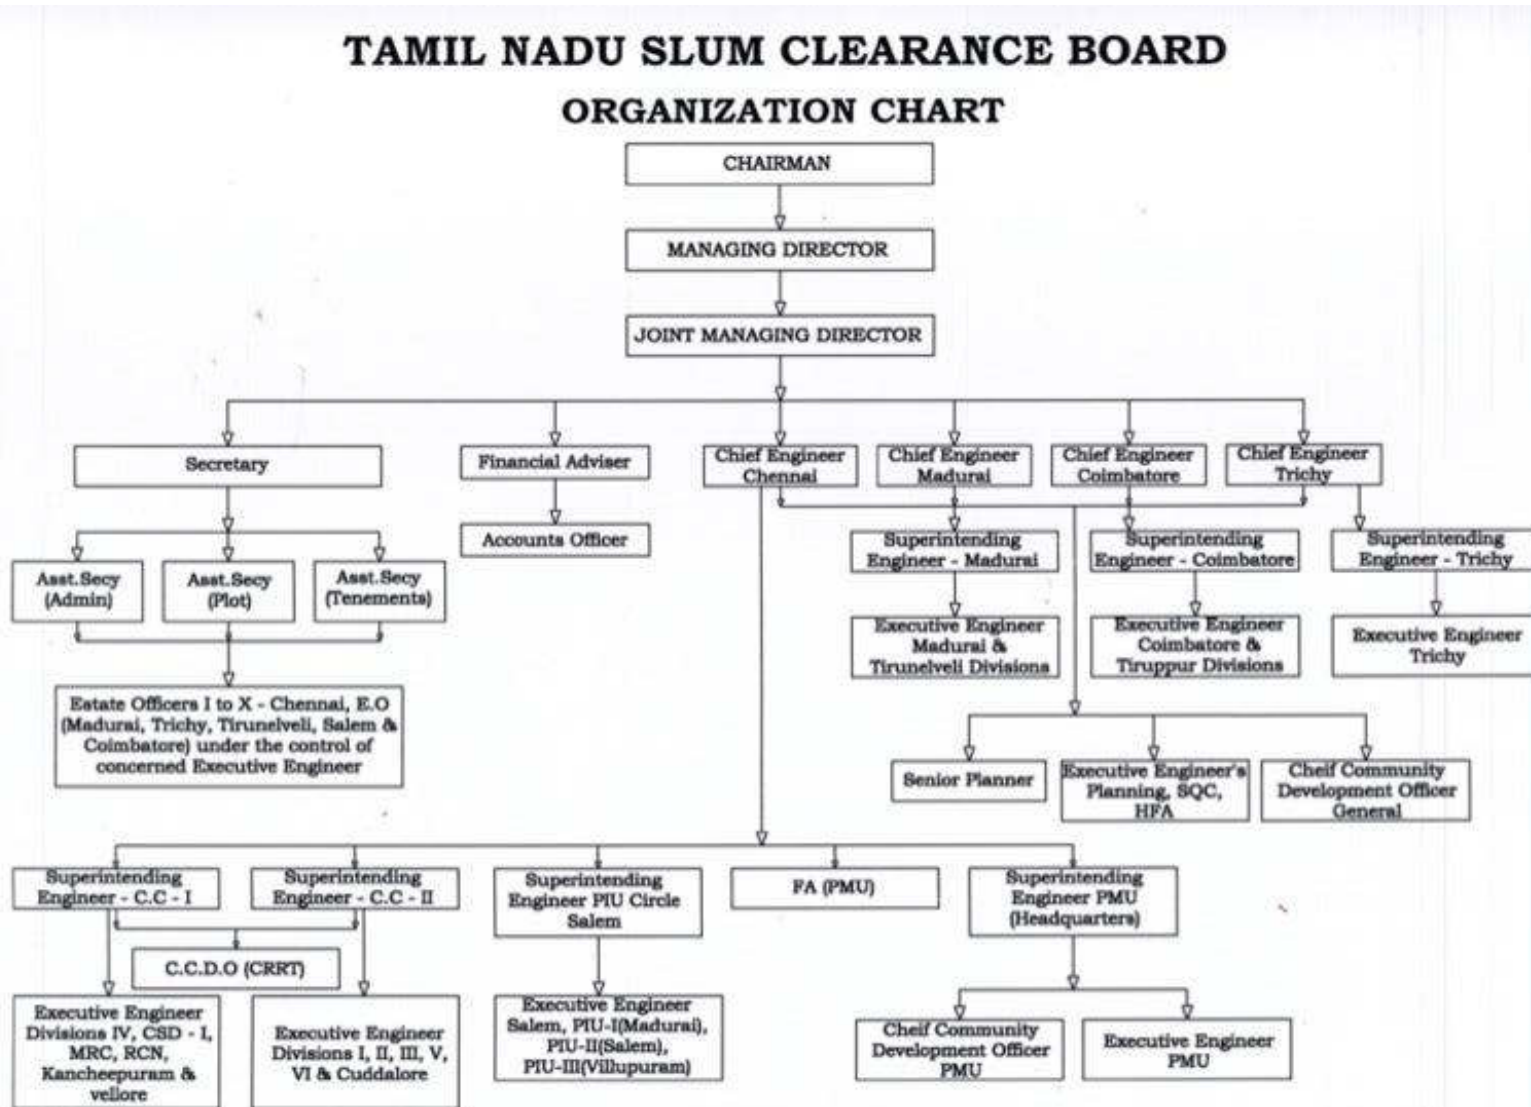 TAMIL NADU SLUM CLEARANCE BOARD
ORGANIZATION CHART
CHAIRMAN
MANAGING DIRECTOR
JOINT MANAGING DIRECTOR
Secretary
Financial Adviser
Chief Engineer
Chennai
Chief Engineer
Madurai
Chief Engineer
Coimbatore
Chief Engineer
Trichy
Accounts Officer
Superintending
Engineer - Madurai
Superintending
Engineer - Coimbatore
Superintending
Engineer - Trichy
Asst.Secy
(Admin)
Asst.Secy
(Plot)
Asst.Secy
(Tenements)
Executive Engineer
Madurai &
Tirunelveli Divisions
Executive Engineer
Coimbatore &
Tiruppur Divisions
Executive Engineer
Trichy
Estate Officers I to X - Chennai, E.O
(Madurai, Trichy, Tirunelveli, Salem &
Coimbatore) under the control of
concerned Executive Engineer
Senior Planner
Executive Engineer's
Planning, SQC,
HFA
Cheif Community
Development Officer
General
Superintending
Engineer - C.C - I
Superintending
Engineer - C.C - II
Superintending
Engineer PIU Circle
Salem
FA (PMU)
Superintending
Engineer PMU
(Headquarters)
C.C.D.O (CRRT)
Executive Engineer
Divisions IV, CSD - I,
MRC, RCN,
Kancheepuram &
vellore
Executive Engineer
Divisions I, II, III, V,
VI & Cuddalore
Executive Engineer
Salem, PIU-I(Madurai),
PIU-II(Salem),
PIU-III(Villupuram)
Cheif Community
Development Officer
PMU
Executive Engineer
PMU